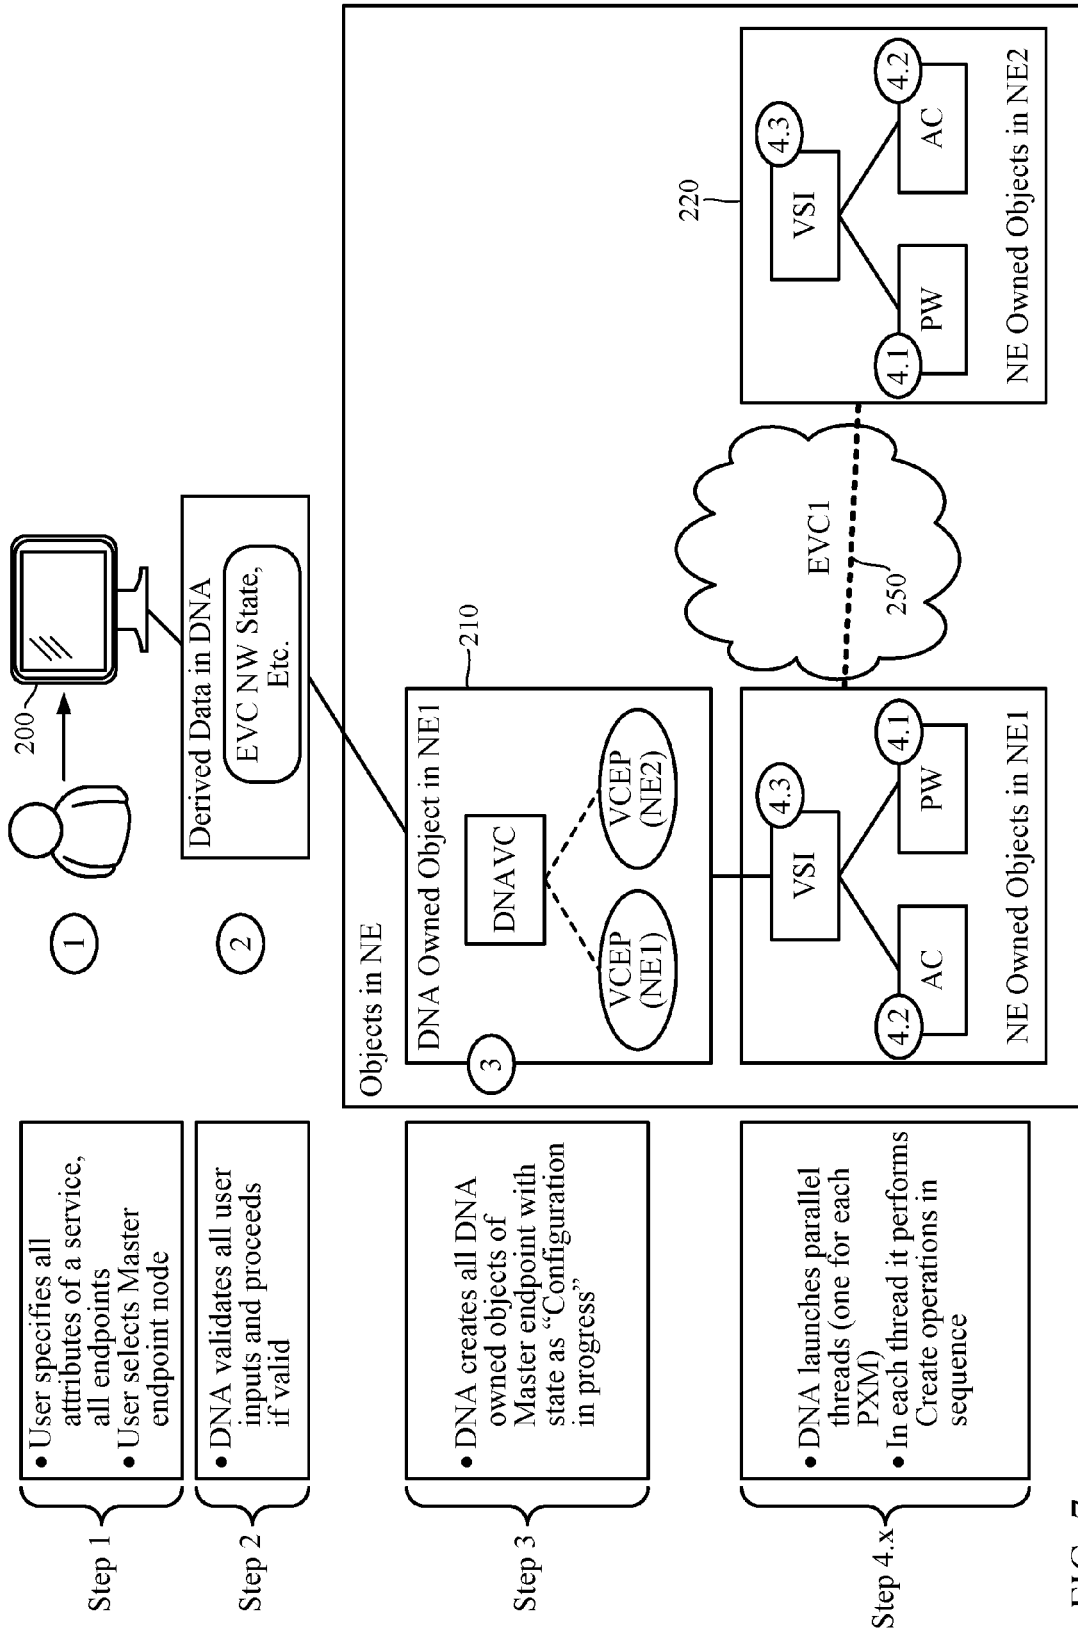 Step 1
• User specifies all
attributes of a service,
all endpoints
• User selects Master
endpoint node
1
200
Step 2
• DNA validates all user
inputs and proceeds
if valid
2
Derived Data in DNA
EVC NW State,
Etc.
Objects in NE
Step 3
• DNA creates all DNA
owned objects of
Master endpoint with
state as “Configuration
in progress”
3
DNA Owned Object in NE1
210
DNAVC
VCEP
(NE1)
VCEP
(NE2)
Step 4.x
• DNA launches parallel
threads (one for each
PXM)
• In each thread it performs
Create operations in
sequence
VSI
4.3
4.2
AC
4.1
PW
NE Owned Objects in NE1
EVC1
250
220
VSI
4.3
4.1
PW
4.2
AC
NE Owned Objects in NE2
FIG. 7